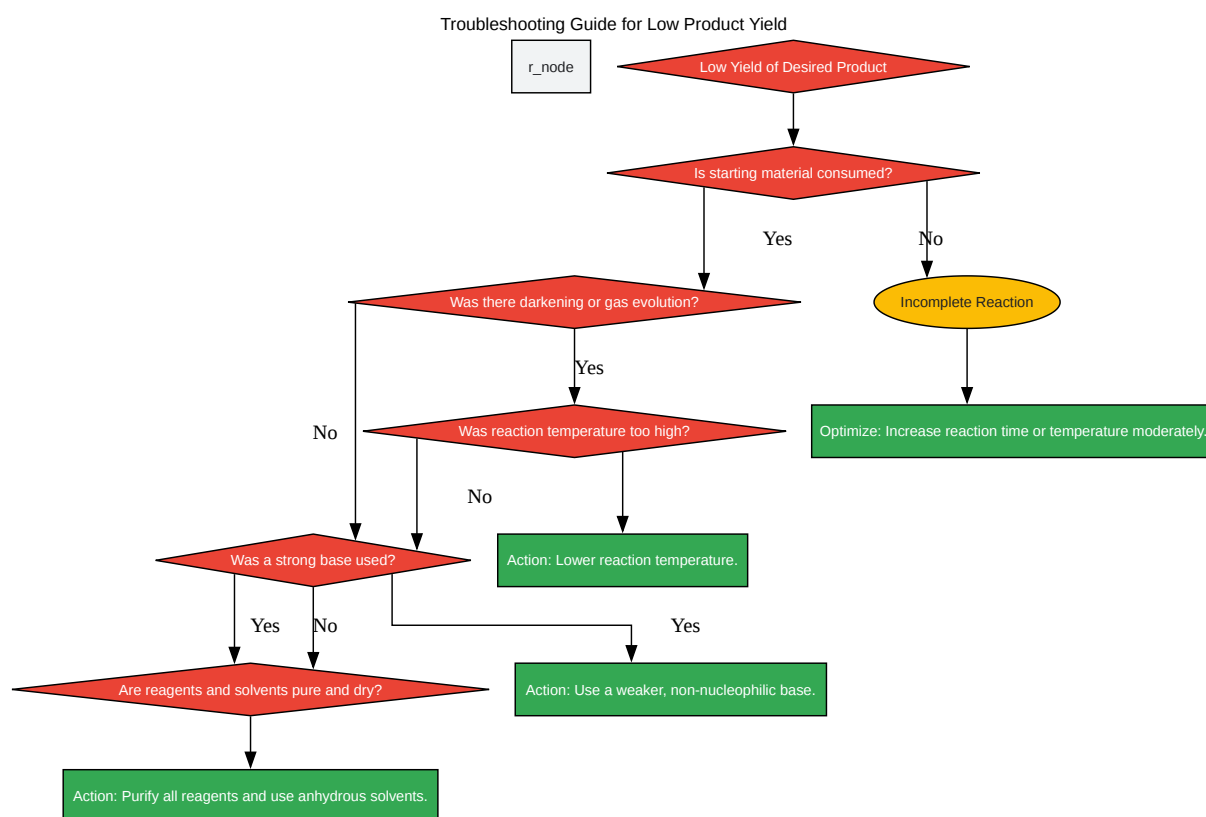 Troubleshooting Guide for Low Product Yield
r_node
Low Yield of Desired Product
Is starting material consumed?
Yes
No
Was there darkening or gas evolution?
Incomplete Reaction
Yes
No
Was reaction temperature too high?
Optimize: Increase reaction time or temperature moderately.
No
Was a strong base used?
Action: Lower reaction temperature.
Yes
No
Yes
Are reagents and solvents pure and dry?
Action: Use a weaker, non-nucleophilic base.
Action: Purify all reagents and use anhydrous solvents.